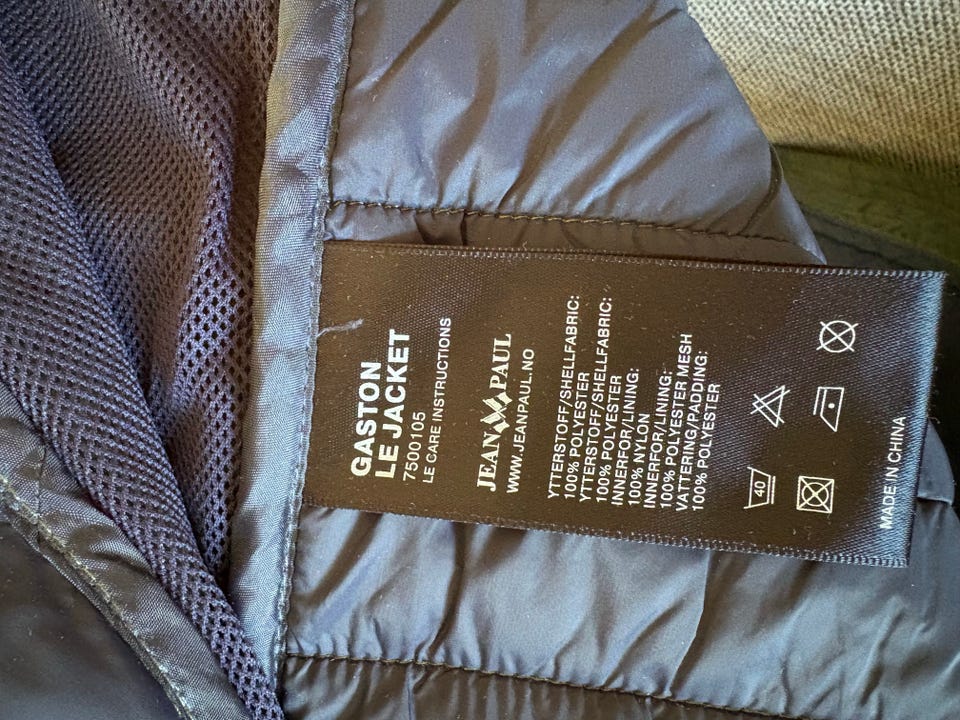 GASTON
LE JACKET
7500105
LE CARE INSTRUCTIONS
JEAN PAUL
WWW.JEANPAUL.NO
YTTERSTOFF/SHELLFABRIC:
100% POLYESTER
YTTERSTOFF/SHELLFABRIC:
100% POLYESTER
INNERFOR/LINING:
100% NYLON
INNERFOR/LINING:
100% POLYESTER MESH
VATTERING/PADDING:
100% POLYESTER
40
MADE IN CHINA